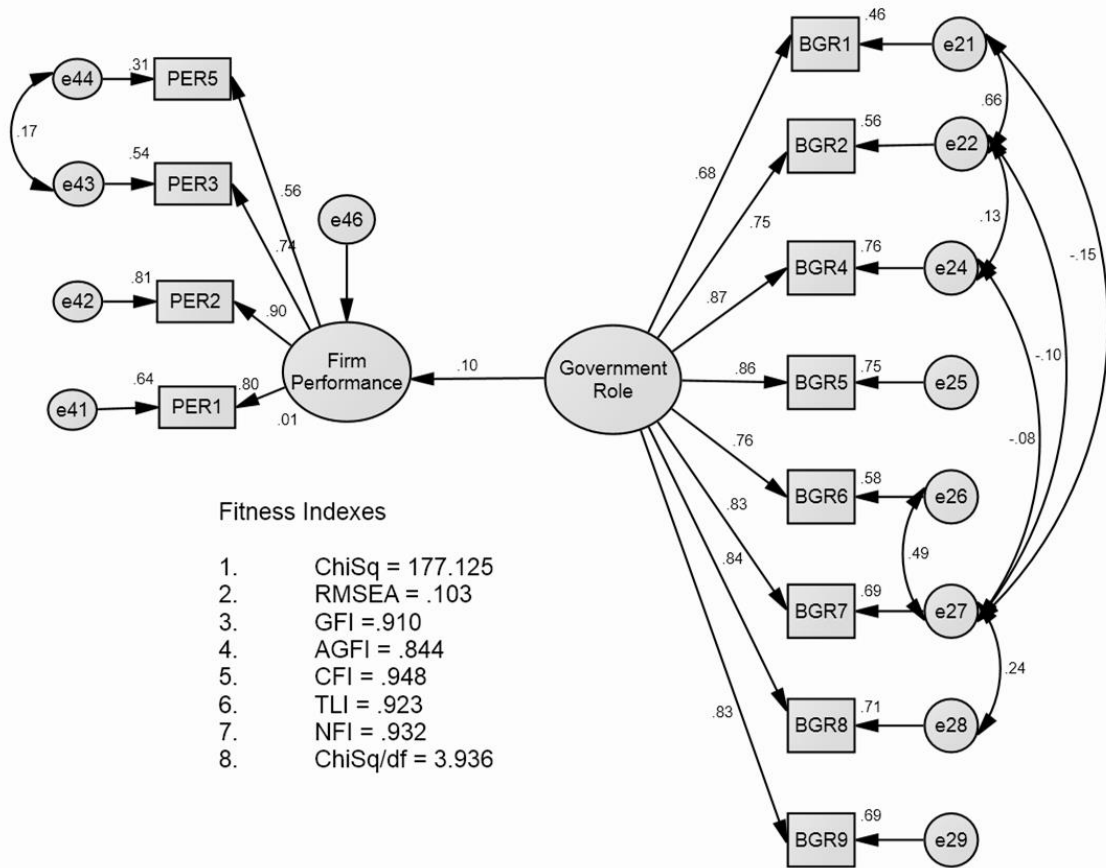 .31
e44
PER5
.17
.54
e43
PER3
.56
.74
e46
.81
e42
PER2
.90
Firm
Performance
.64
.80
e41
PER1
.01
.10
Government
Role
.46
BGR1
e21
.68
.66
.56
BGR2
e22
.75
.13
.76
BGR4
e24
.87
-.15
-.10
.86
BGR5
.75
e25
-.08
.76
BGR6
.58
e26
.83
.49
.84
BGR7
.69
e27
.24
.83
BGR8
.71
e28
BGR9
.69
e29
Fitness Indexes
1. ChiSq = 177.125
2. RMSEA = .103
3. GFI =.910
4. AGFI = .844
5. CFI = .948
6. TLI = .923
7. NFI = .932
8. ChiSq/df = 3.936